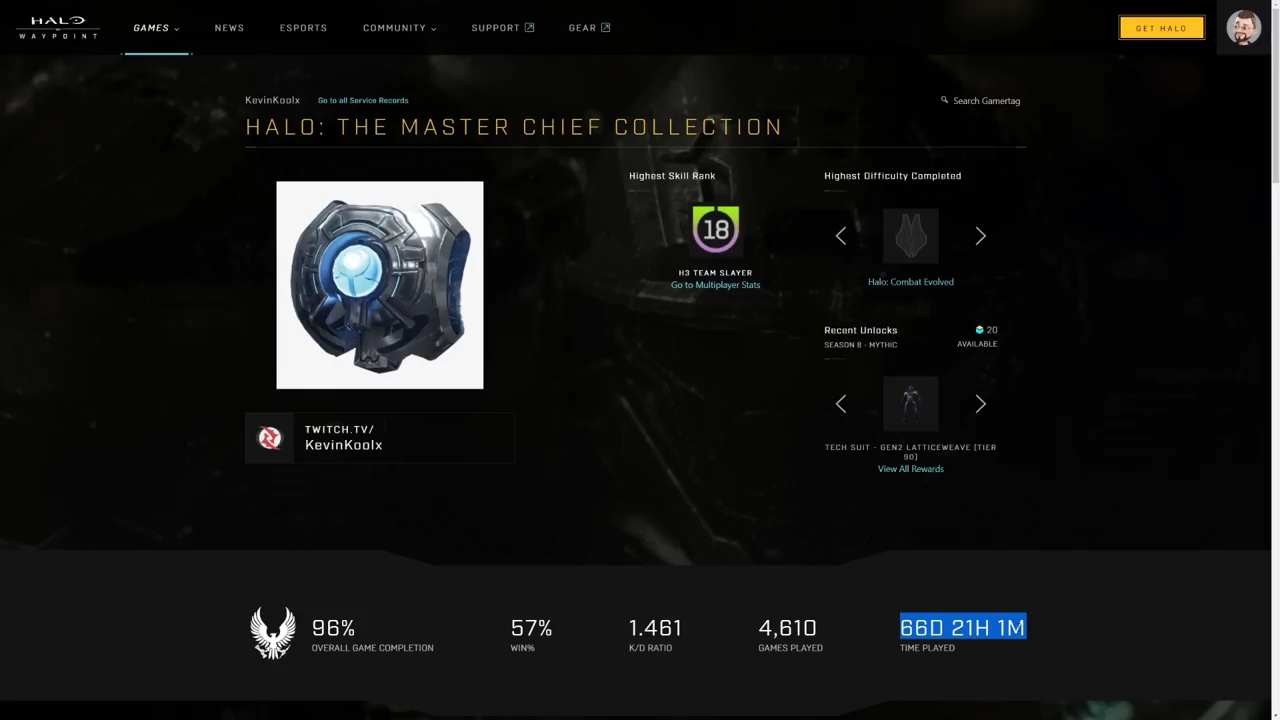 HALO
WAYPOINT
GAMES
NEWS
ESPORTS
COMMUNITY
SUPPORT
GEAR
GET HALO
KevinKoolx
Go to all Service Records
Search Gamertag
HALO: THE MASTER CHIEF COLLECTION
Highest Skill Rank
18
H3 TEAM SLAYER
Go to Multiplayer Stats
Highest Difficulty Completed
Halo: Combat Evolved
Recent Unlocks
20
SEASON 8 - MYTHIC
AVAILABLE
TECH SUIT - GEN2 LATTICEWEAVE [TIER
90]
View All Rewards
TWITCH.TV/
KevinKoolx
96%
OVERALL GAME COMPLETION
57%
WIN%
1.461
K/D RATIO
4,610
GAMES PLAYED
66D 21H 1M
TIME PLAYED